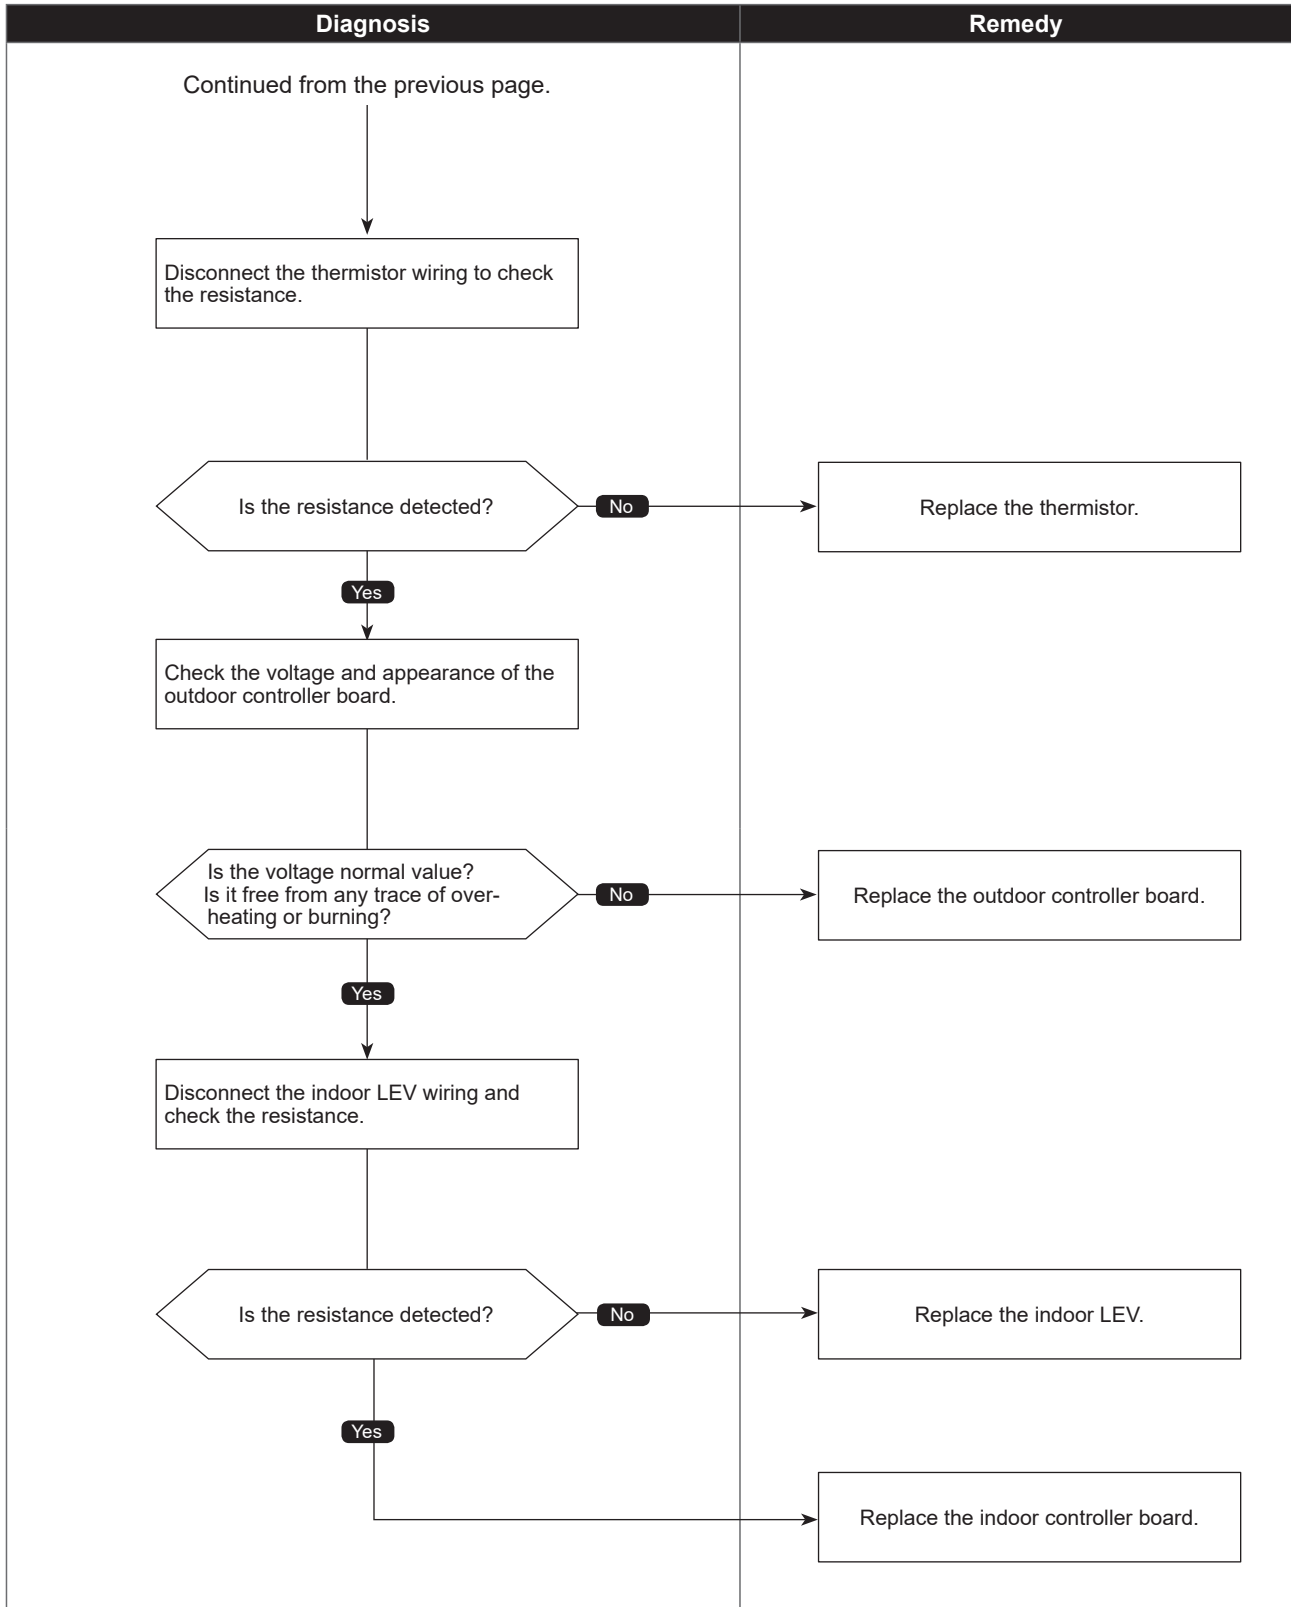 Diagnosis
Remedy
Continued from the previous page.
Disconnect the thermistor wiring to check
the resistance.
Is the resistance detected?
No
Replace the thermistor.
Yes
Check the voltage and appearance of the
outdoor controller board.
Is the voltage normal value?
Is it free from any trace of over-
heating or burning?
No
Replace the outdoor controller board.
Yes
Disconnect the indoor LEV wiring and
check the resistance.
Is the resistance detected?
No
Replace the indoor LEV.
Yes
Replace the indoor controller board.